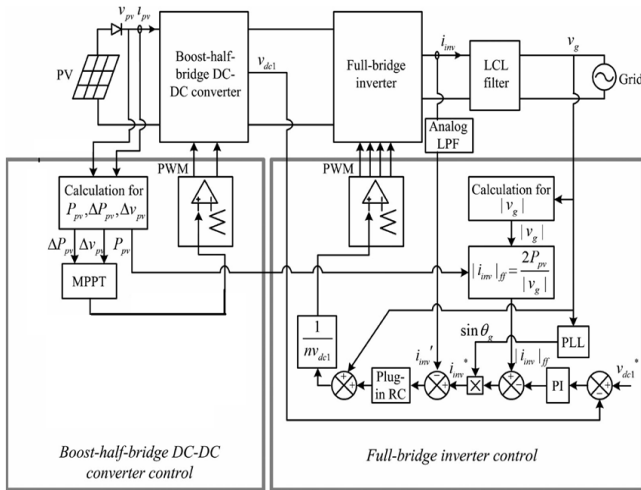 v_pv i_pv
PV
Boost-half-
bridge DC-
DC
converter
v_dc1
Full-bridge
inverter
i_inv
LCL
filter
v_g
Grid
Analog
LPF
PWM
PWM
Calculation for
P_pv, ΔP_pv, Δv_pv
ΔP_pv Δv_pv P_pv
MPPT
Calculation for
|v_g|
|v_g|
|i_inv|_ff = 2P_pv / |v_g|
1 / nv_dc1
sin θ_g
PLL
i_inv' i_inv* |i_inv|_ff
v_dc1*
Plug-
in RC
PI
Boost-half-bridge DC-DC
converter control
Full-bridge inverter control